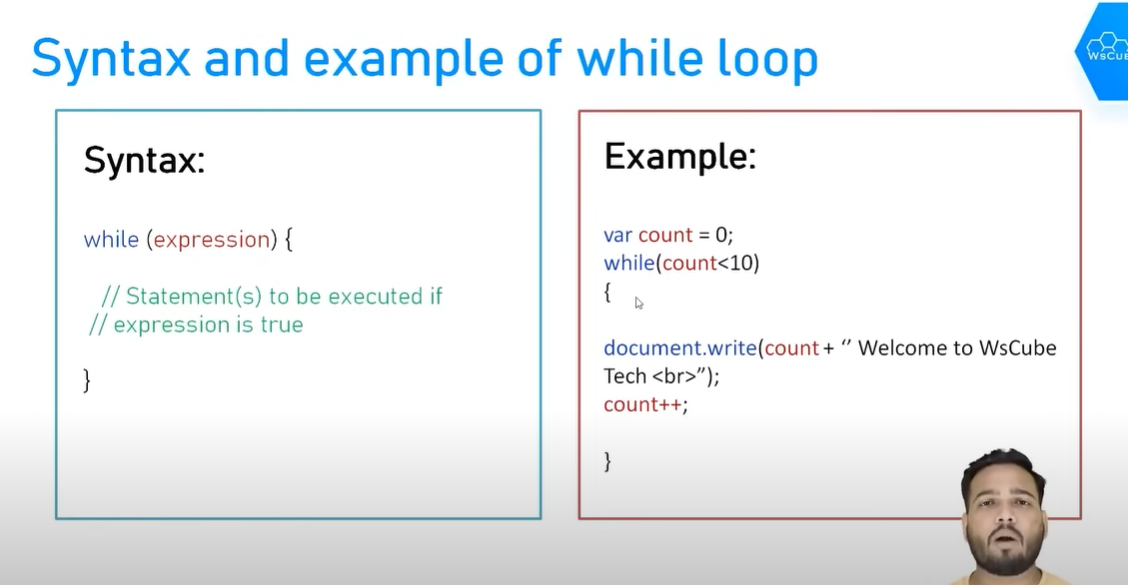 Syntax and example of while loop
Syntax:
while (expression) {
// Statement(s) to be executed if
// expression is true
}
Example:
var count = 0;
while(count<10)
{
document.write(count + “ Welcome to WsCube
Tech <br>”);
count++;
}